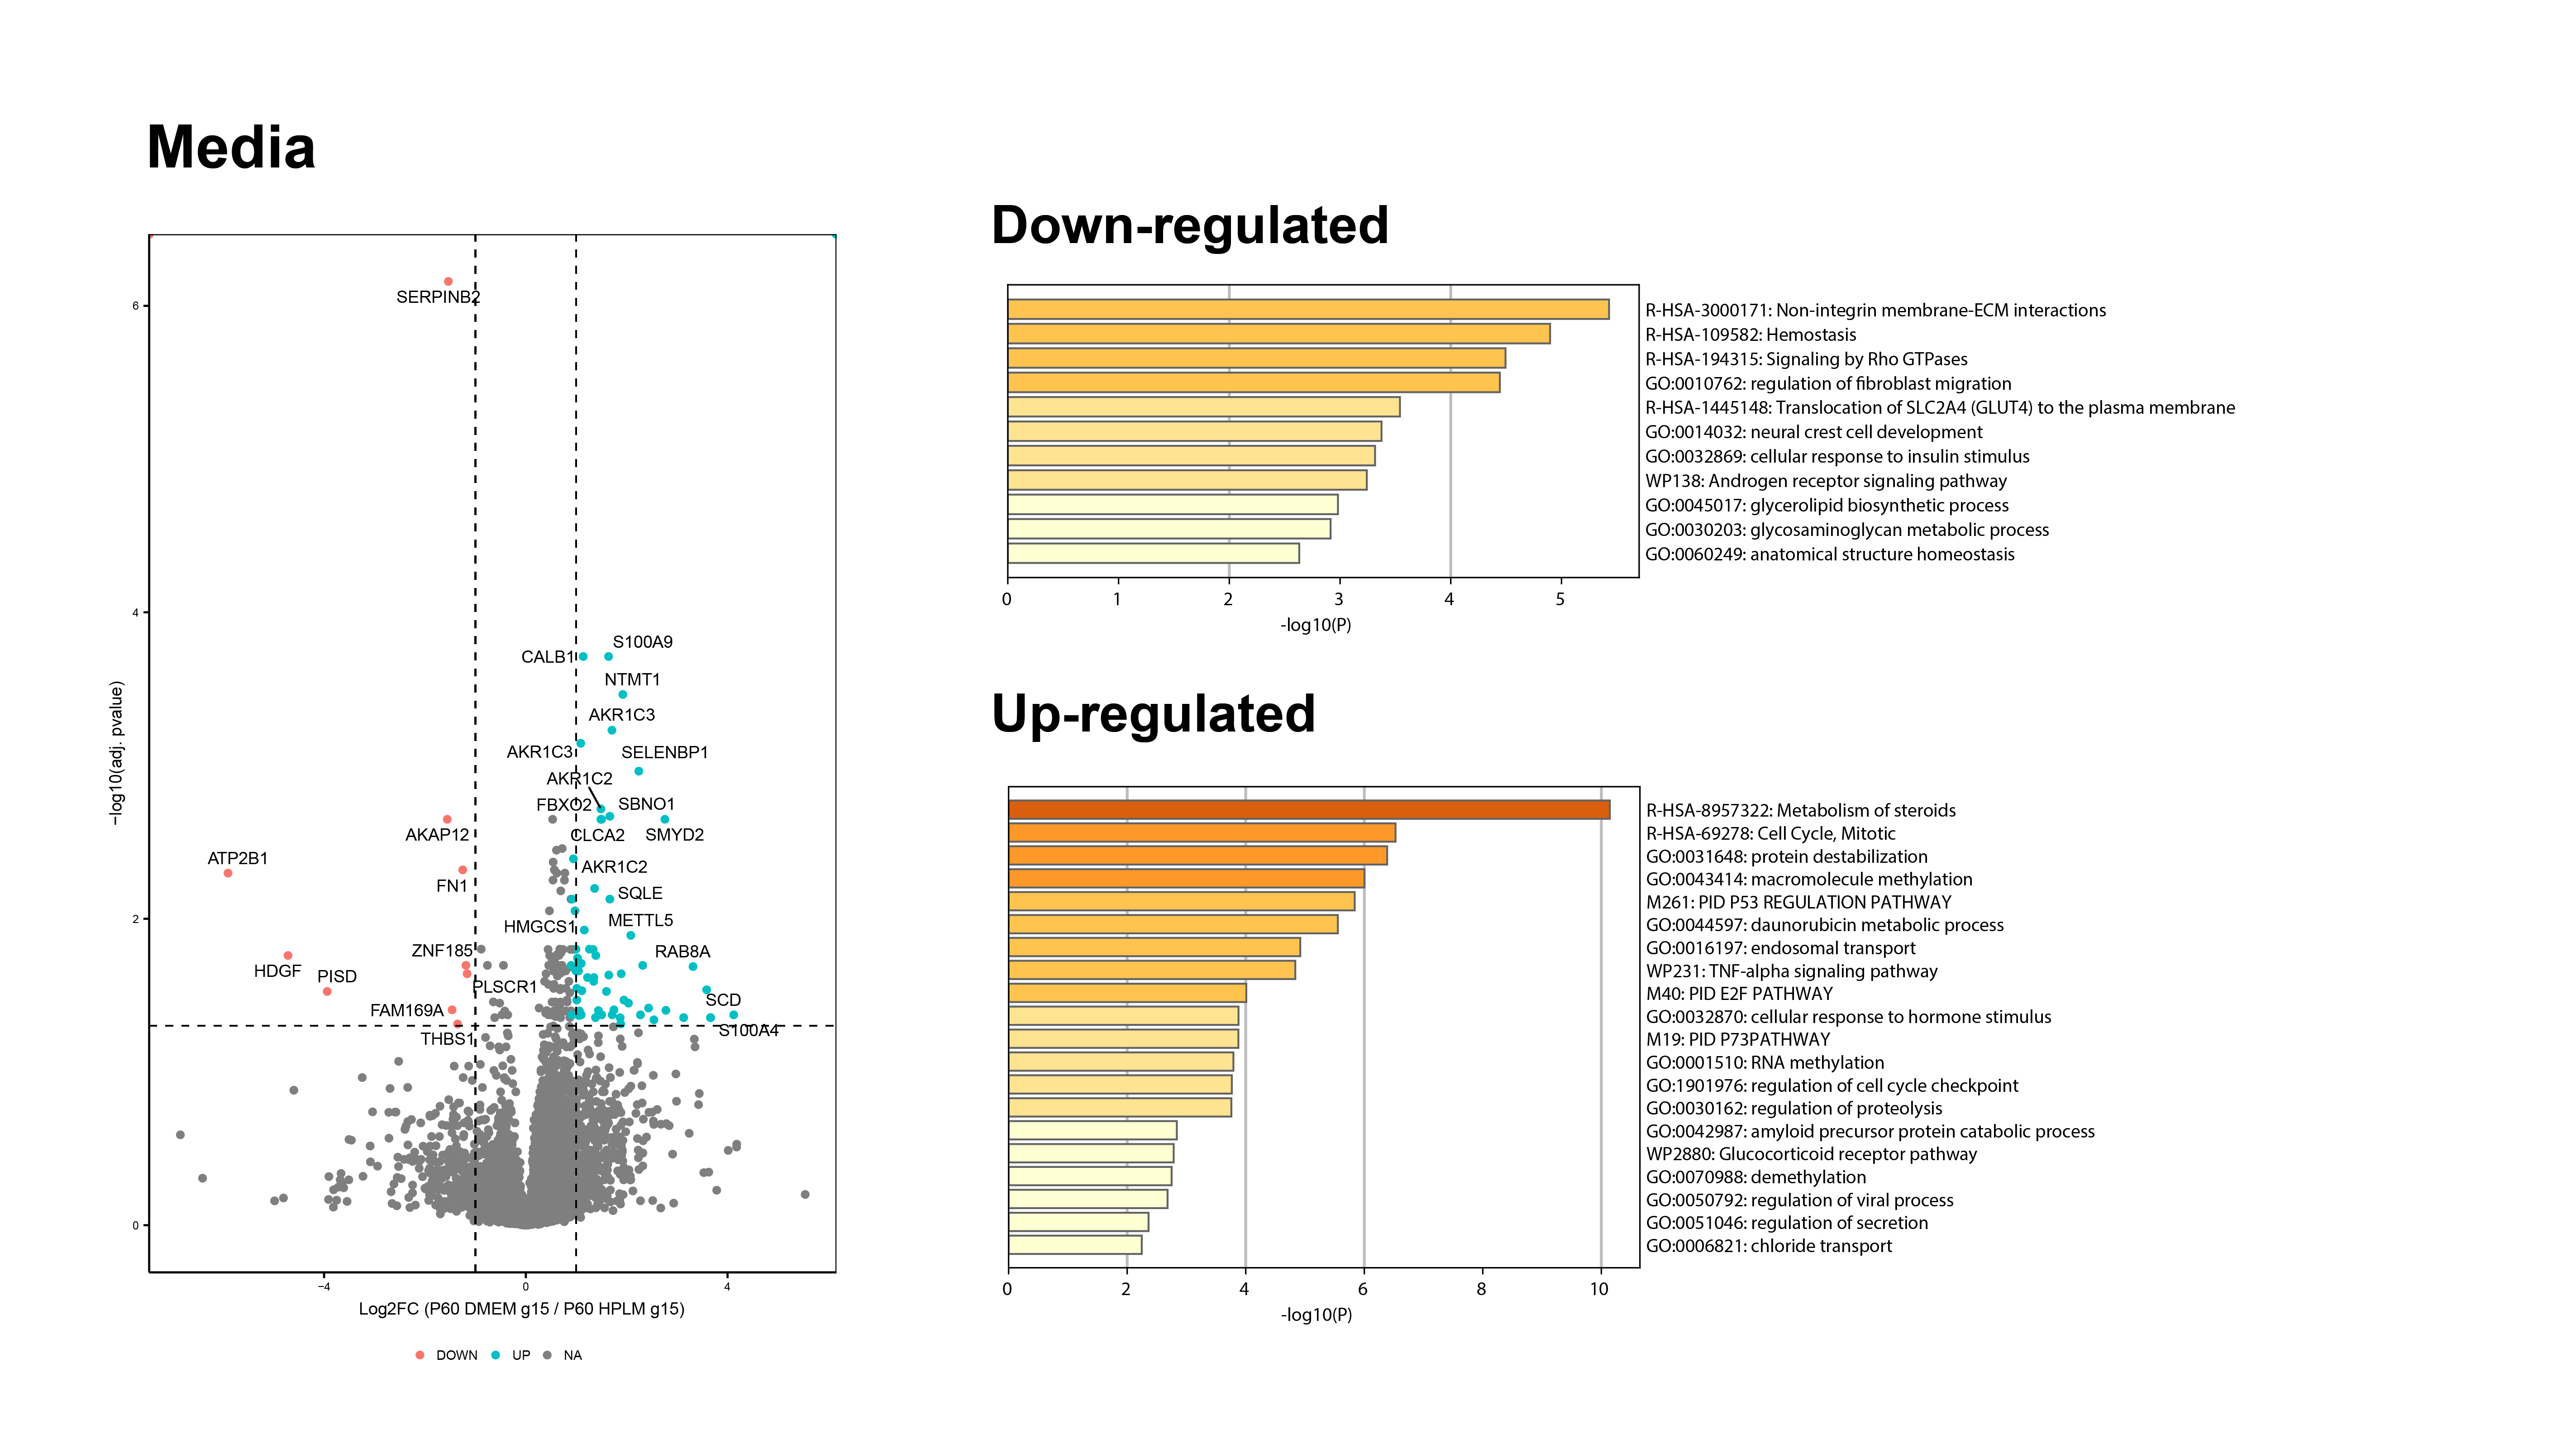 Media
−log10(adj. pvalue)
6
4
2
0
SERPINB2
S100A9
CALB1
NTMT1
AKR1C3
AKR1C3
SELENBP1
AKR1C2
FBXO2
SBNO1
AKAP12
CLCA2
SMYD2
ATP2B1
AKR1C2
FN1
SQLE
HMGCS1
METTL5
ZNF185
RAB8A
HDGF
PISD
PLSCR1
SCD
FAM169A
S100A4
THBS1
−4
0
4
Log2FC (P60 DMEM g15 / P60 HPLM g15)
DOWN
UP
NA
Down-regulated
R-HSA-3000171: Non-integrin membrane-ECM interactions
R-HSA-109582: Hemostasis
R-HSA-194315: Signaling by Rho GTPases
GO:0010762: regulation of fibroblast migration
R-HSA-1445148: Translocation of SLC2A4 (GLUT4) to the plasma membrane
GO:0014032: neural crest cell development
GO:0032869: cellular response to insulin stimulus
WP138: Androgen receptor signaling pathway
GO:0045017: glycerolipid biosynthetic process
GO:0030203: glycosaminoglycan metabolic process
GO:0060249: anatomical structure homeostasis
0
1
2
3
4
5
-log10(P)
Up-regulated
R-HSA-8957322: Metabolism of steroids
R-HSA-69278: Cell Cycle, Mitotic
GO:0031648: protein destabilization
GO:0043414: macromolecule methylation
M261: PID P53 REGULATION PATHWAY
GO:0044597: daunorubicin metabolic process
GO:0016197: endosomal transport
WP231: TNF-alpha signaling pathway
M40: PID E2F PATHWAY
GO:0032870: cellular response to hormone stimulus
M19: PID P73PATHWAY
GO:0001510: RNA methylation
GO:1901976: regulation of cell cycle checkpoint
GO:0030162: regulation of proteolysis
GO:0042987: amyloid precursor protein catabolic process
WP2880: Glucocorticoid receptor pathway
GO:0070988: demethylation
GO:0050792: regulation of viral process
GO:0051046: regulation of secretion
GO:0006821: chloride transport
0
2
4
6
8
10
-log10(P)